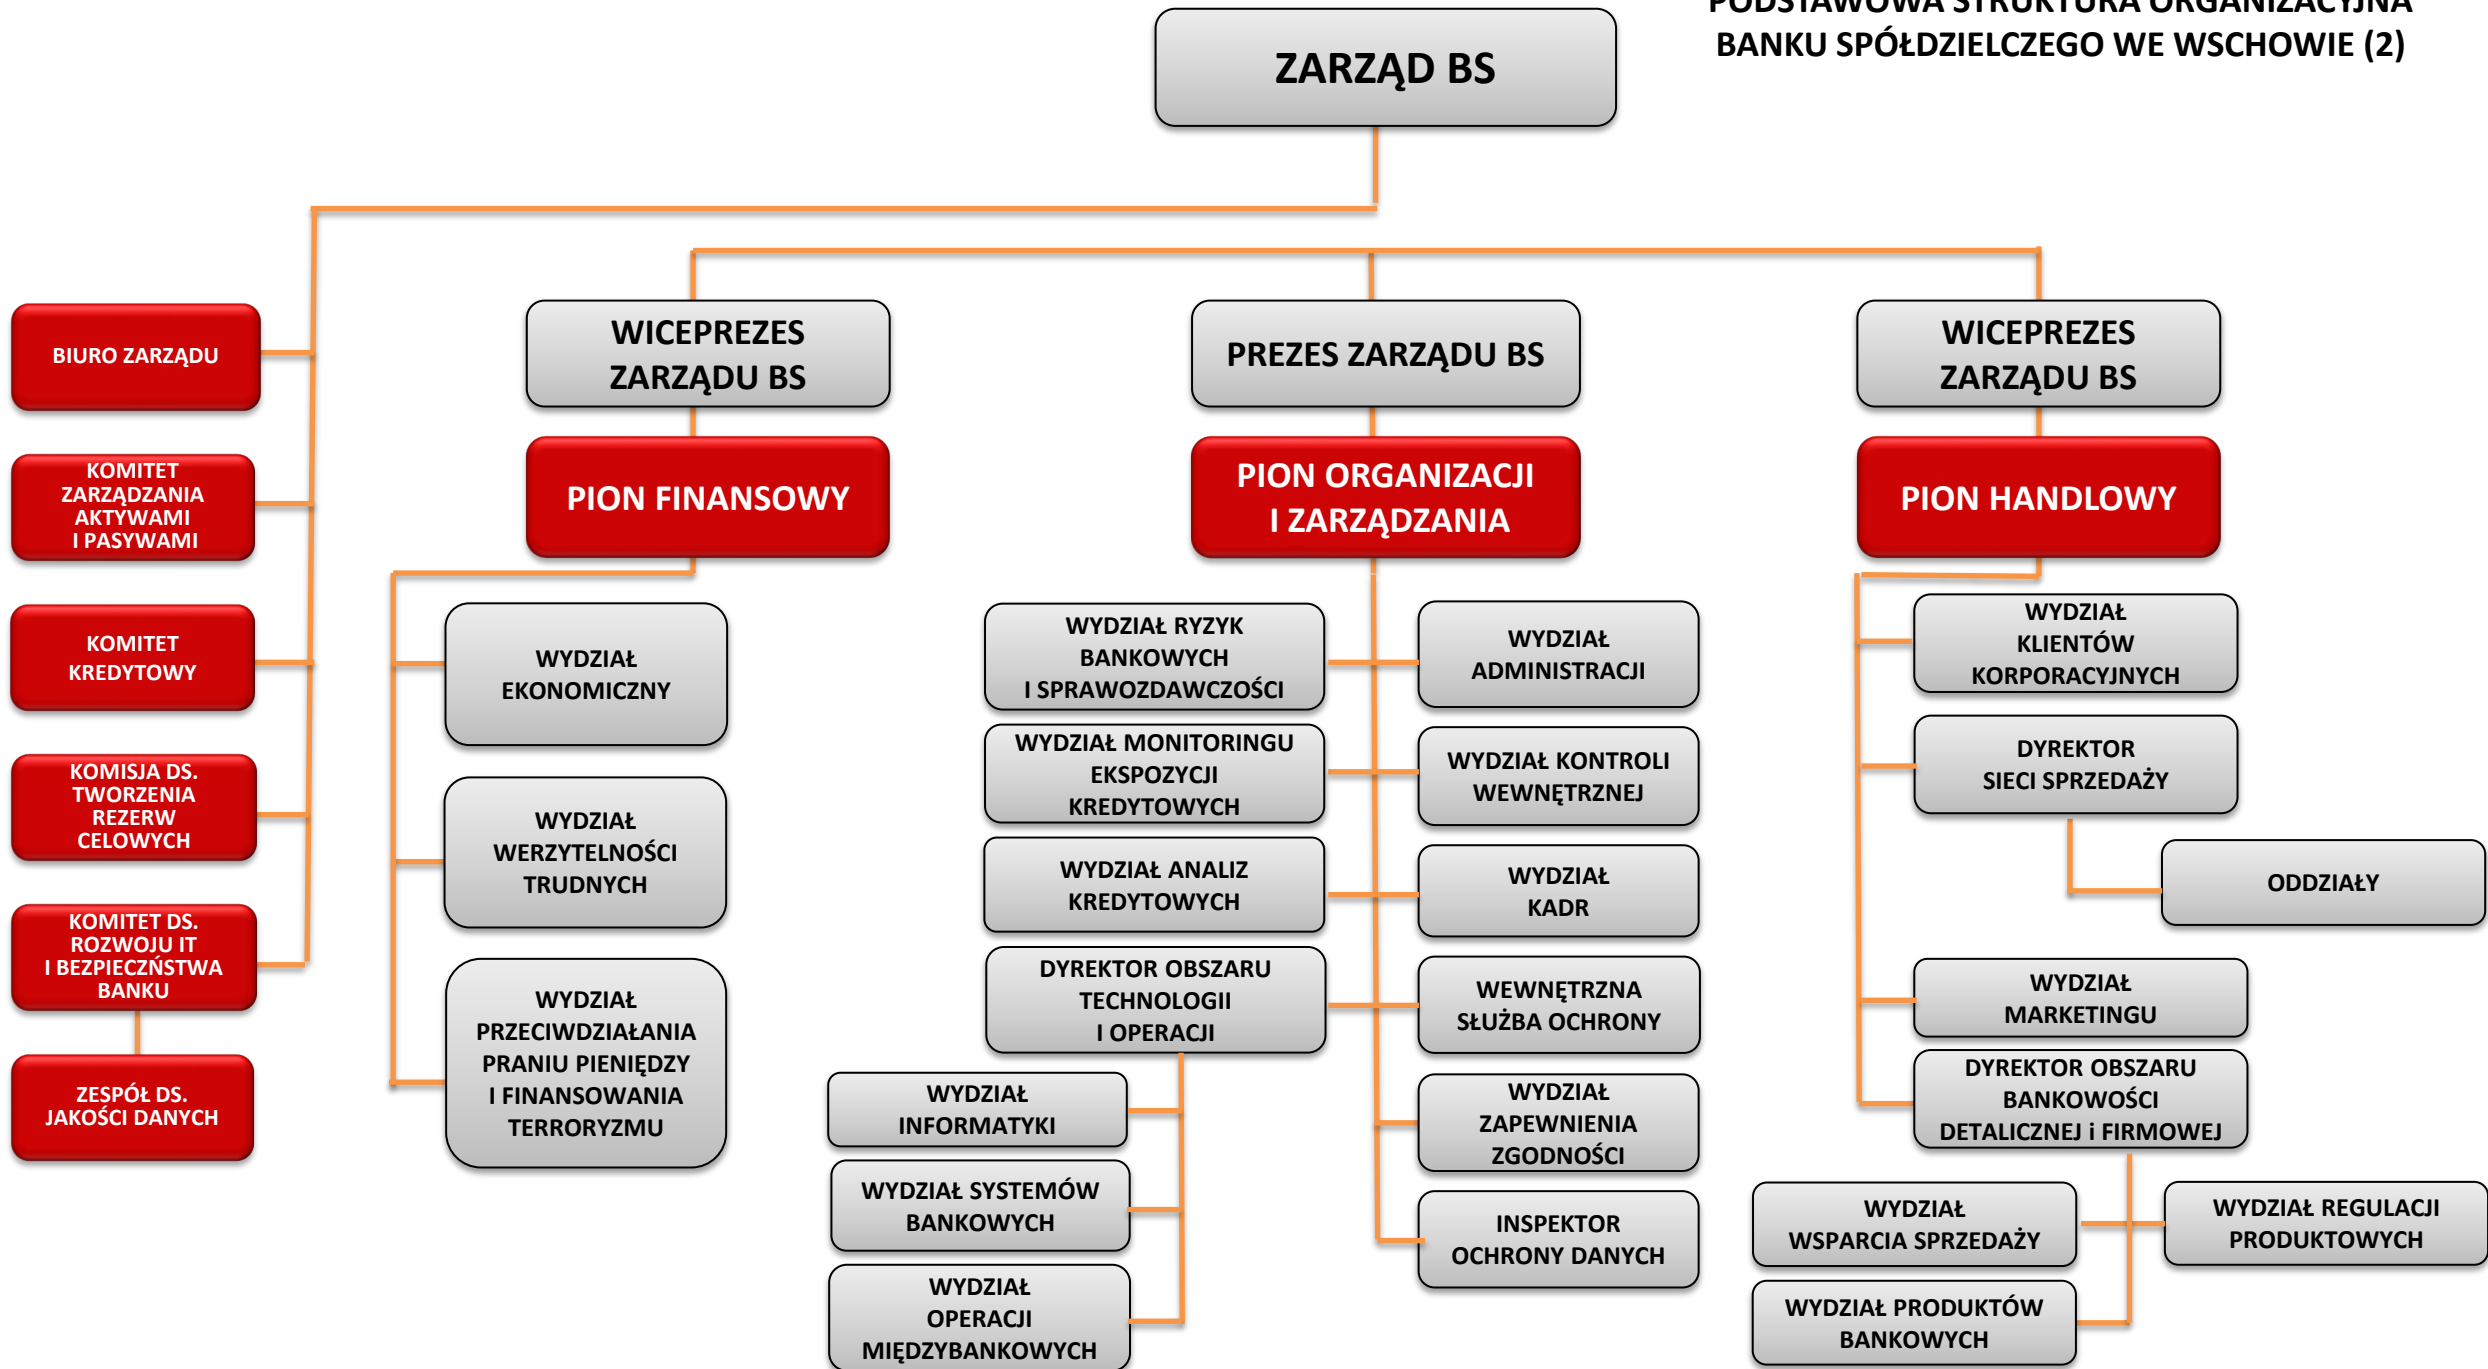 PODSTAWOWA STRUKTURA ORGANIZACYJNA
BANKU SPÓŁDZIELCZEGO WE WSCHOWIE (2)
ZARZĄD BS
BIURO ZARZĄDU
KOMITET
ZARZĄDZANIA
AKTYWAMI
I PASYWAMI
KOMITET
KREDYTOWY
KOMISJA DS.
TWORZENIA
REZERW
CELOWYCH
KOMITET DS.
ROZWOJU IT
I BEZPIECZŃSTWA
BANKU
ZESPÓŁ DS.
JAKOŚCI DANYCH
WICEPREZES
ZARZĄDU BS
PION FINANSOWY
WYDZIAŁ
EKONOMICZNY
WYDZIAŁ
WERZYTELNOŚCI
TRUDNYCH
WYDZIAŁ
PRZECIWDZIAŁANIA
PRANIU PIENIĘDZY
I FINANSOWANIA
TERRORYZMU
PREZES ZARZĄDU BS
PION ORGANIZACJI
I ZARZĄDZANIA
WYDZIAŁ RYZYK
BANKOWYCH
I SPRAWOZDAWCZOŚCI
WYDZIAŁ MONITORINGU
EKSPOZYCJI
KREDYTOWYCH
WYDZIAŁ ANALIZ
KREDYTOWYCH
DYREKTOR OBSZARU
TECHNOLOGII
I OPERACJI
WYDZIAŁ
INFORMATYKI
WYDZIAŁ SYSTEMÓW
BANKOWYCH
WYDZIAŁ
OPERACJI
MIĘDZYBANKOWYCH
WYDZIAŁ
ADMINISTRACJI
WYDZIAŁ KONTROLI
WEWNĘTRZNEJ
WYDZIAŁ
KADR
WEWNĘTRZNA
SŁUŻBA OCHRONY
WYDZIAŁ
ZAPEWNIENIA
ZGODNOŚCI
INSPEKTOR
OCHRONY DANYCH
WICEPREZES
ZARZĄDU BS
PION HANDLOWY
WYDZIAŁ
KLIENTÓW
KORPORACYJNYCH
DYREKTOR
SIECI SPRZEDAŻY
ODDZIAŁY
WYDZIAŁ
MARKETINGU
DYREKTOR OBSZARU
BANKOWOŚCI
DETALICZNEJ i FIRMOWEJ
WYDZIAŁ
WSPARCIA SPRZEDAŻY
WYDZIAŁ REGULACJI
PRODUKTOWYCH
WYDZIAŁ PRODUKTÓW
BANKOWYCH